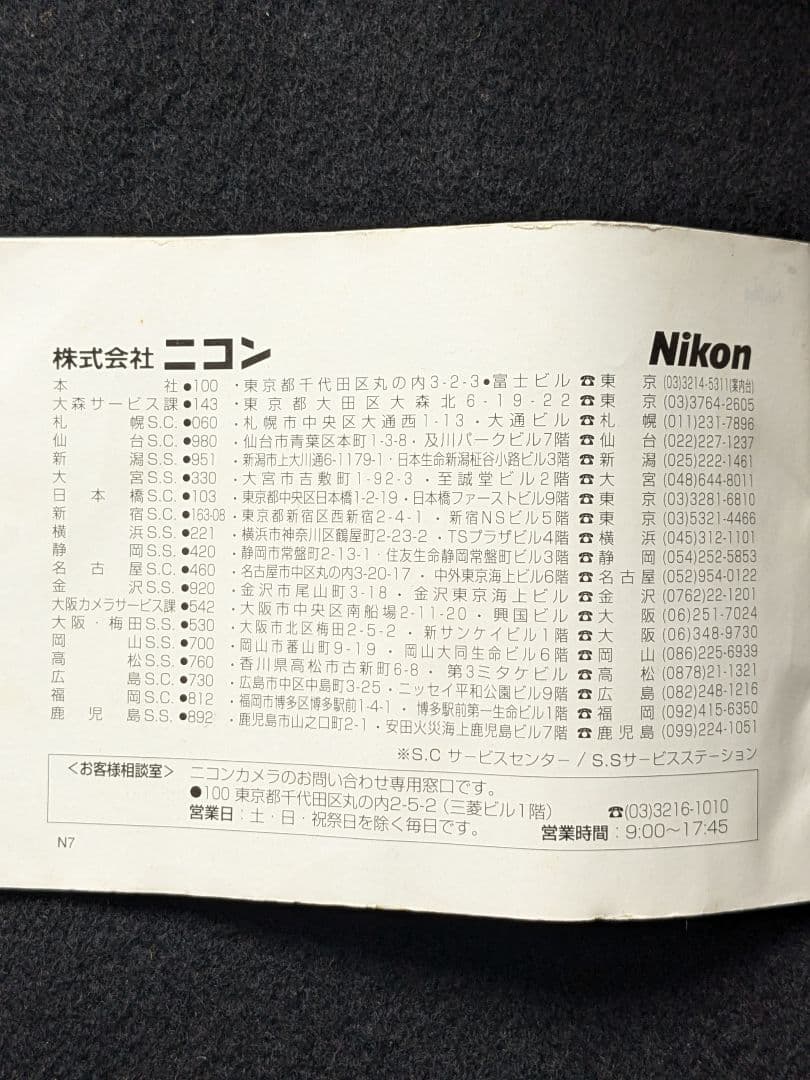 株式会社 ニコン Nikon
本社●100・東京都千代田区丸の内3-2-3●富士ビル ☎東京(03)3214-5311(案内台)
大森サービス課●143・東京都大田区大森北6-19-22 ☎東京(03)3764-2605
札幌S.C.●060・札幌市中央区大通西1-13・大通ビル ☎札幌(011)231-7896
仙台S.C.●980・仙台市青葉区本町1-3-8・及川パークビル7階 ☎仙台(022)227-1237
新潟S.S.●951・新潟市上大川通6-1179-1・日本生命新潟柾谷小路ビル3階 ☎新潟(025)222-1461
大宮S.S.●330・大宮市吉敷町1-92-3・至誠堂ビル2階 ☎大宮(048)644-8011
日本橋S.C.●103・東京都中央区日本橋1-2-19・日本橋ファーストビル9階 ☎東京(03)3281-6810
新宿S.C.●163-08・東京都新宿区西新宿2-4-1・新宿NSビル5階 ☎東京(03)5321-4466
横浜S.S.●221・横浜市神奈川区鶴屋町2-23-2・TSプラザビル4階 ☎横浜(045)312-1101
静岡S.S.●420・静岡市常盤町2-13-1・住友生命静岡常盤町ビル3階 ☎静岡(054)252-5853
名古屋S.C.●460・名古屋市中区丸の内3-20-17・中外東京海上ビル6階 ☎名古屋(052)954-0122
金沢S.S.●920・金沢市尾山町3-18・金沢東京海上ビル ☎金沢(0762)22-1201
大阪カメラサービス課●542・大阪市中央区南船場2-11-20・興国ビル ☎大阪(06)251-7024
大阪・梅田S.S.●530・大阪市北区梅田2-5-2・新サンケイビル1階 ☎大阪(06)348-9730
岡山S.S.●700・岡山市蕃山町9-19・岡山大同生命ビル6階 ☎岡山(086)225-6939
高松S.S.●760・香川県高松市古新町6-8・第3ミタケビル ☎高松(0878)21-1321
広島S.C.●730・広島市中区中島町3-25・ニッセイ平和公園ビル9階 ☎広島(082)248-1216
福岡S.C.●812・福岡市博多区博多駅前1-4-1・博多駅前第一生命ビル1階 ☎福岡(092)415-6350
鹿児島S.S.●892・鹿児島市山之口町2-1・安田火災海上鹿児島ビル7階 ☎鹿児島(099)224-1051
※S.C サービスセンター / S.Sサービスステーション
<お客様相談室> ニコンカメラのお問い合わせ専用窓口です。
●100 東京都千代田区丸の内2-5-2(三菱ビル1階) ☎(03)3216-1010
営業日:土・日・祝祭日を除く毎日です。 営業時間:9:00〜17:45
N7